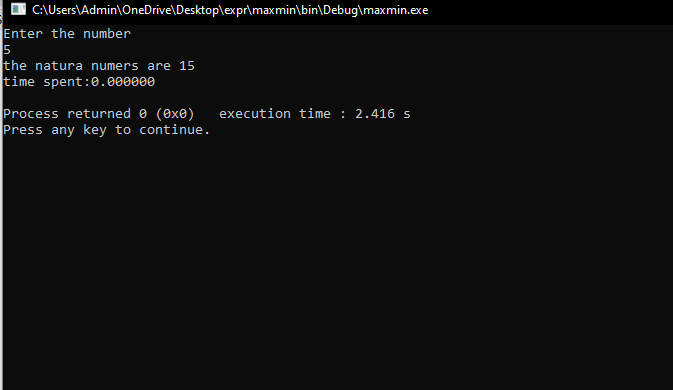 C:\Users\Admin\OneDrive\Desktop\expr\maxmin\bin\Debug\maxmin.exe
Enter the number
5
the natura numers are 15
time spent:0.000000
Process returned 0 (0x0)   execution time : 2.416 s
Press any key to continue.